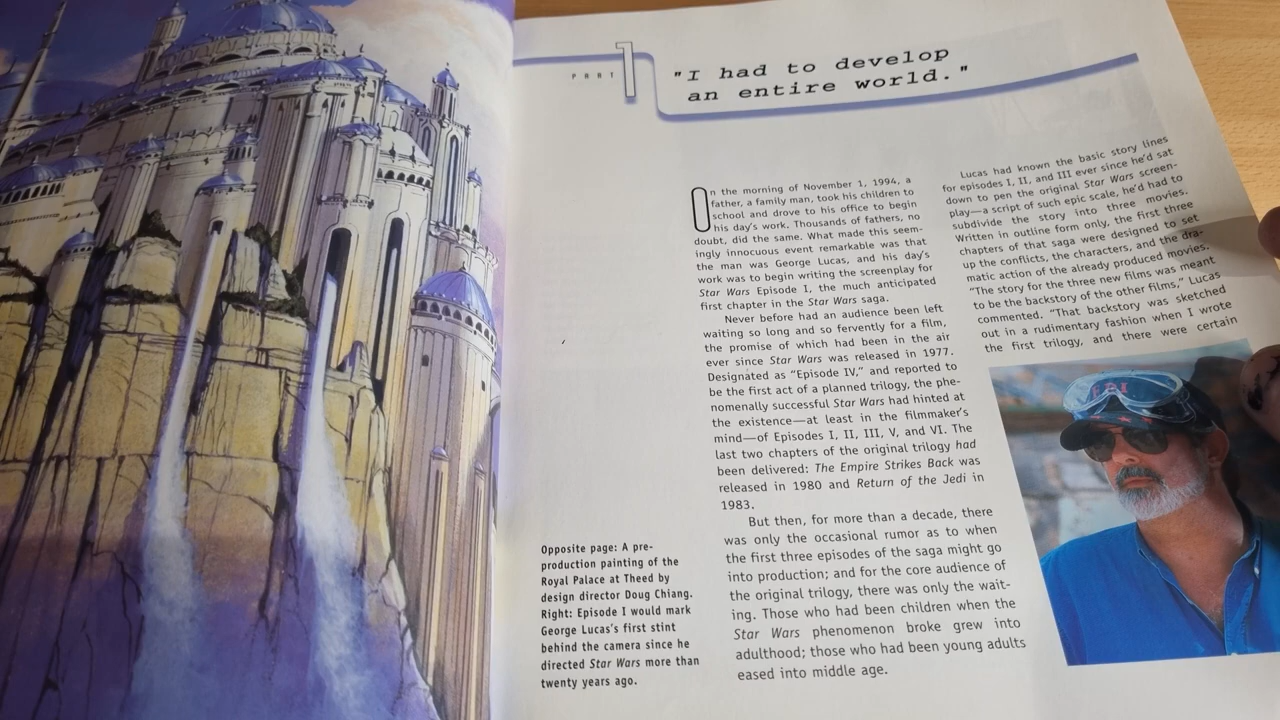 PART 1
"I had to develop
an entire world."
On the morning of November 1, 1994, a
father, a family man, took his children to
school and drove to his office to begin
his day's work. Thousands of fathers, no
doubt, did the same. What made this seem-
ingly innocuous event remarkable was that
the man was George Lucas, and his day's
work was to begin writing the screenplay for
Star Wars Episode I, the much anticipated
first chapter in the Star Wars saga.
Never before had an audience been left
waiting so long and so fervently for a film,
the promise of which had been in the air
ever since Star Wars was released in 1977.
Designated as "Episode IV," and reported to
be the first act of a planned trilogy, the phe-
nomenally successful Star Wars had hinted at
the existence—at least in the filmmaker's
mind—of Episodes I, II, III, V, and VI. The
last two chapters of the original trilogy had
been delivered: The Empire Strikes Back was
released in 1980 and Return of the Jedi in
1983.
But then, for more than a decade, there
was only the occasional rumor as to when
the first three episodes of the saga might go
into production; and for the core audience of
the original trilogy, there was only the wait-
ing. Those who had been children when the
Star Wars phenomenon broke grew into
adulthood; those who had been young adults
eased into middle age.
Lucas had known the basic story lines
for episodes I, II, and III ever since he'd sat
down to pen the original Star Wars screen-
play—a script of such epic scale, he'd had to
subdivide the story into three movies.
Written in outline form only, the first three
chapters of that saga were designed to set
up the conflicts, the characters, and the dra-
matic action of the already produced movies.
"The story for the three new films was meant
to be the backstory of the other films," Lucas
commented. "That backstory was sketched
out in a rudimentary fashion when I wrote
the first trilogy, and there were certain
Opposite page: A pre-
production painting of the
Royal Palace at Theed by
design director Doug Chiang.
Right: Episode I would mark
George Lucas's first stint
behind the camera since he
directed Star Wars more than
twenty years ago.